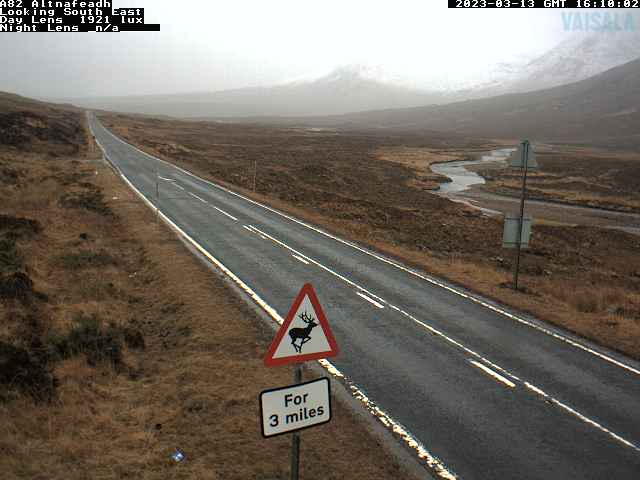 A82 Altnafeadh
Looking South East
Day Lens 1921 lux
Night Lens n/a
2023-03-13 GMT 16:10:02
VAISALA
For
3 miles